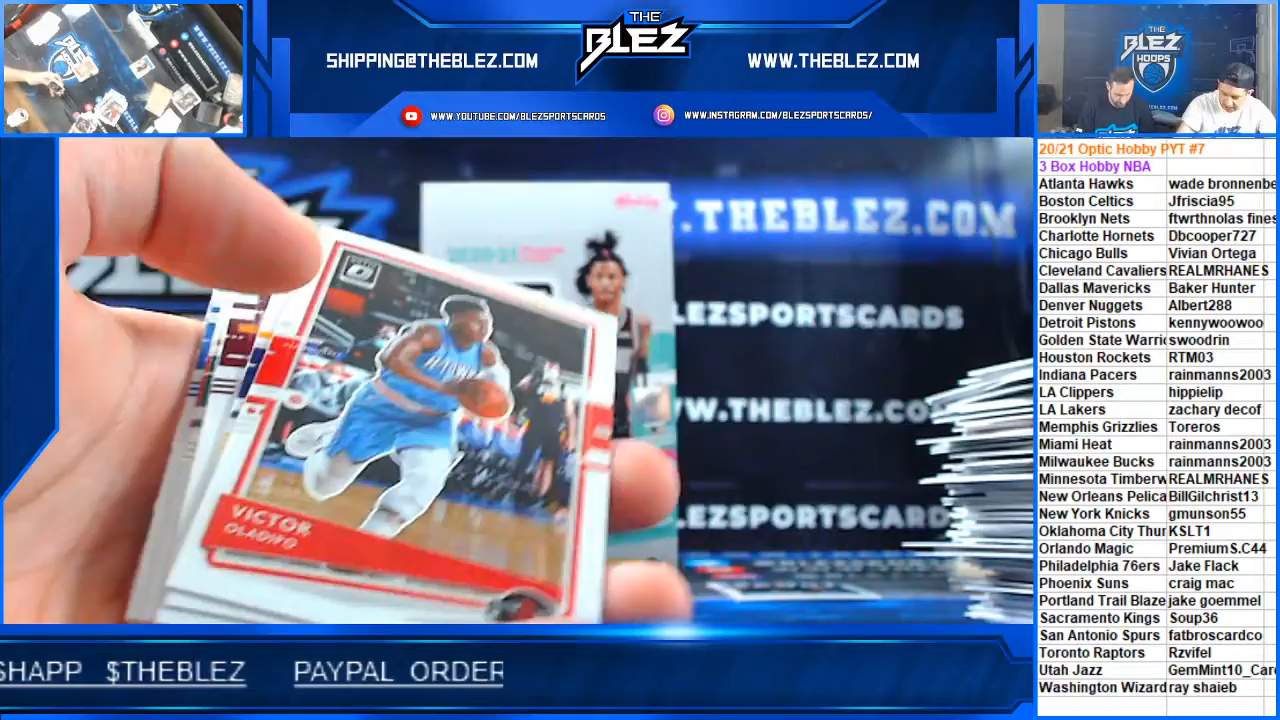 SHIPPING@THEBLEZ.COM
THE
BLEZ
WWW.THEBLEZ.COM
WWW.YOUTUBE.COM/BLEZSPORTSCARDS
WWW.INSTAGRAM.COM/BLEZSPORTSCARDS/
THE
BLEZ
HOOPS
20/21 Optic Hobby PYT #7
3 Box Hobby NBA
Atlanta Hawks wade bronnenbe
Boston Celtics Jfriscia95
Brooklyn Nets ftwrthnolas fines
Charlotte Hornets Dbcooper727
Chicago Bulls Vivian Ortega
Cleveland Cavaliers REALMRHANES
Dallas Mavericks Baker Hunter
Denver Nuggets Albert288
Detroit Pistons kennywoowoo
Golden State Warri swoodrin
Houston Rockets RTM03
Indiana Pacers rainmanns2003
LA Clippers hippielip
LA Lakers zachary decof
Memphis Grizzlies Toreros
Miami Heat rainmanns2003
Milwaukee Bucks rainmanns2003
Minnesota Timberw REALMRHANES
New Orleans Pelica BillGilchrist13
New York Knicks gmunson55
Oklahoma City Thur KSLT1
Orlando Magic PremiumS.C44
Philadelphia 76ers Jake Flack
Phoenix Suns craig mac
Portland Trail Blaze jake goemmel
Sacramento Kings Soup36
San Antonio Spurs fatbroscardco
Toronto Raptors Rzvifel
Utah Jazz GemMint10_Car
Washington Wizard ray shaieb
.THEBLEZ.COM
2020-21
LEZSPORTSCARDS
WW.THEBLEZ.CO
LEZSPORTSCARD
H-TOWN
VICTOR
OLADIPO
SHAPP $THEBLEZ PAYPAL ORDER